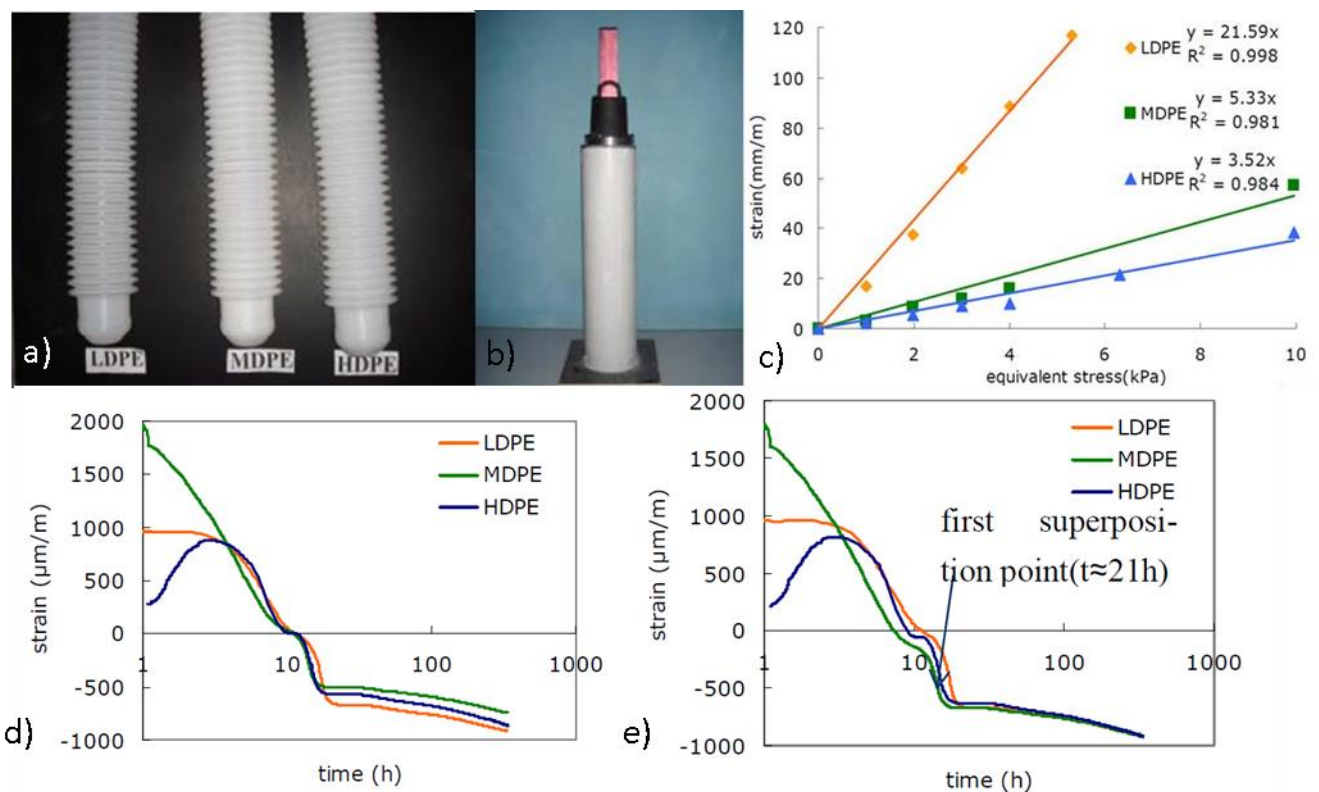 LDPE
MDPE
HDPE
a)
b)
120
100
80
60
40
20
0
strain(mm/m)
0
2
4
6
8
10
equivalent stress(kPa)
LDPE
y = 21.59x
R² = 0.998
MDPE
y = 5.33x
R² = 0.981
HDPE
y = 3.52x
R² = 0.984
c)
2000
1500
1000
500
0
-500
-1000
strain (μm/m)
1
10
100
1000
time (h)
LDPE
MDPE
HDPE
d)
2000
1500
1000
500
0
-500
-1000
strain (μm/m)
1
10
100
1000
time (h)
LDPE
MDPE
HDPE
first superposi-
tion point(t≈21h)
e)